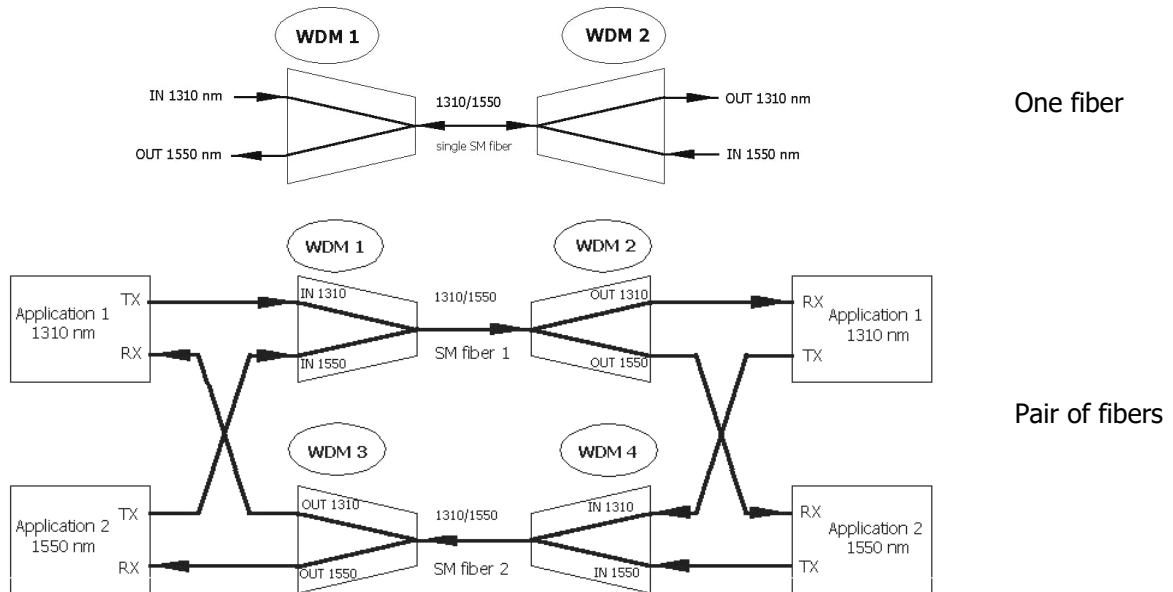 WDM 1
WDM 2
IN 1310 nm
1310/1550
OUT 1310 nm
One fiber
OUT 1550 nm
single SM fiber
IN 1550 nm
WDM 1
WDM 2
Application 1
1310 nm
TX
RX
IN 1310
IN 1550
1310/1550
SM fiber 1
OUT 1310
OUT 1550
RX
TX
Application 1
1310 nm
Pair of fibers
WDM 3
WDM 4
Application 2
1550 nm
TX
RX
OUT 1310
OUT 1550
1310/1550
SM fiber 2
IN 1310
IN 1550
RX
TX
Application 2
1550 nm